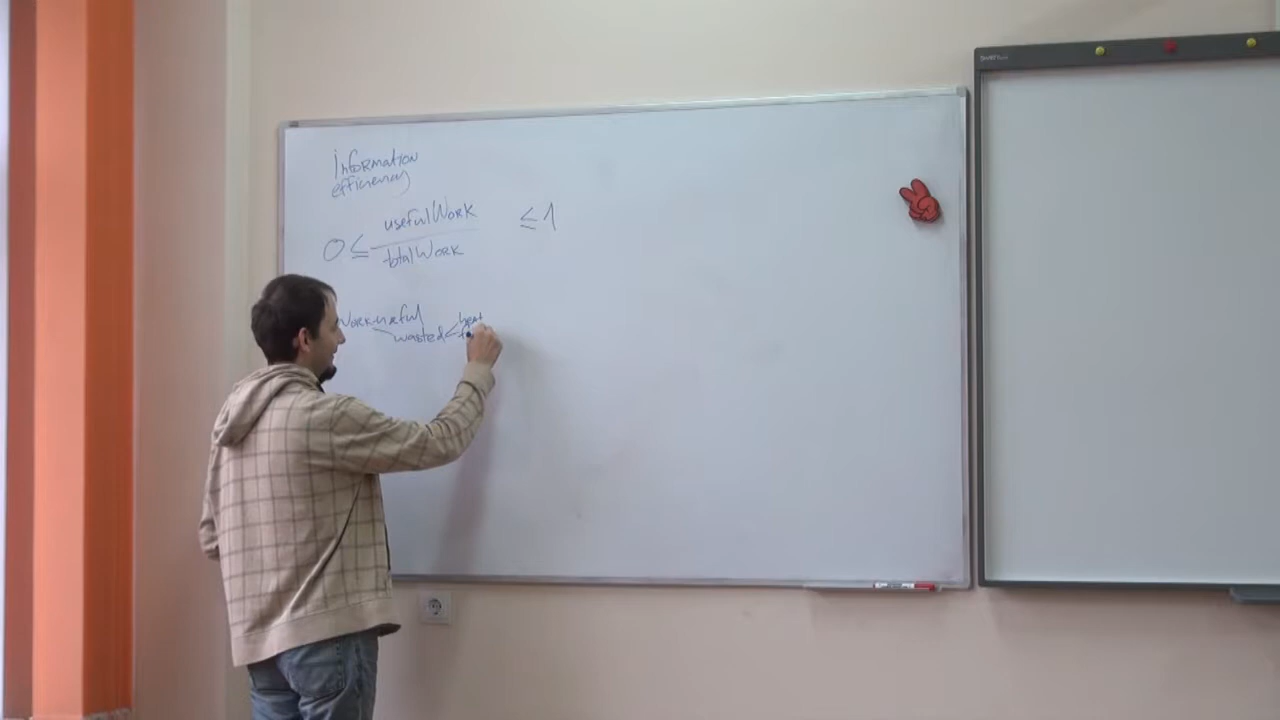 Information
efficiency
0 ≤ usefulWork / totalWork ≤ 1
Work useful
wasted < heat